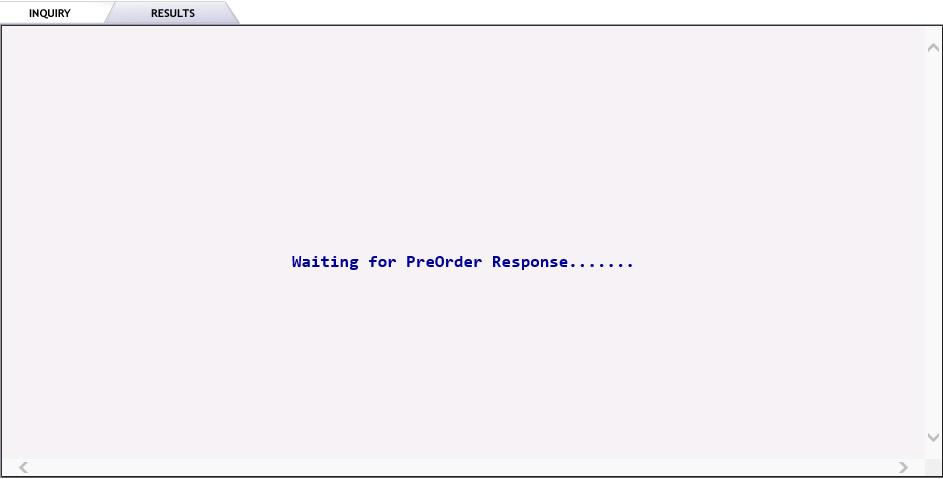 INQUIRY RESULTS
Waiting for PreOrder Response.......